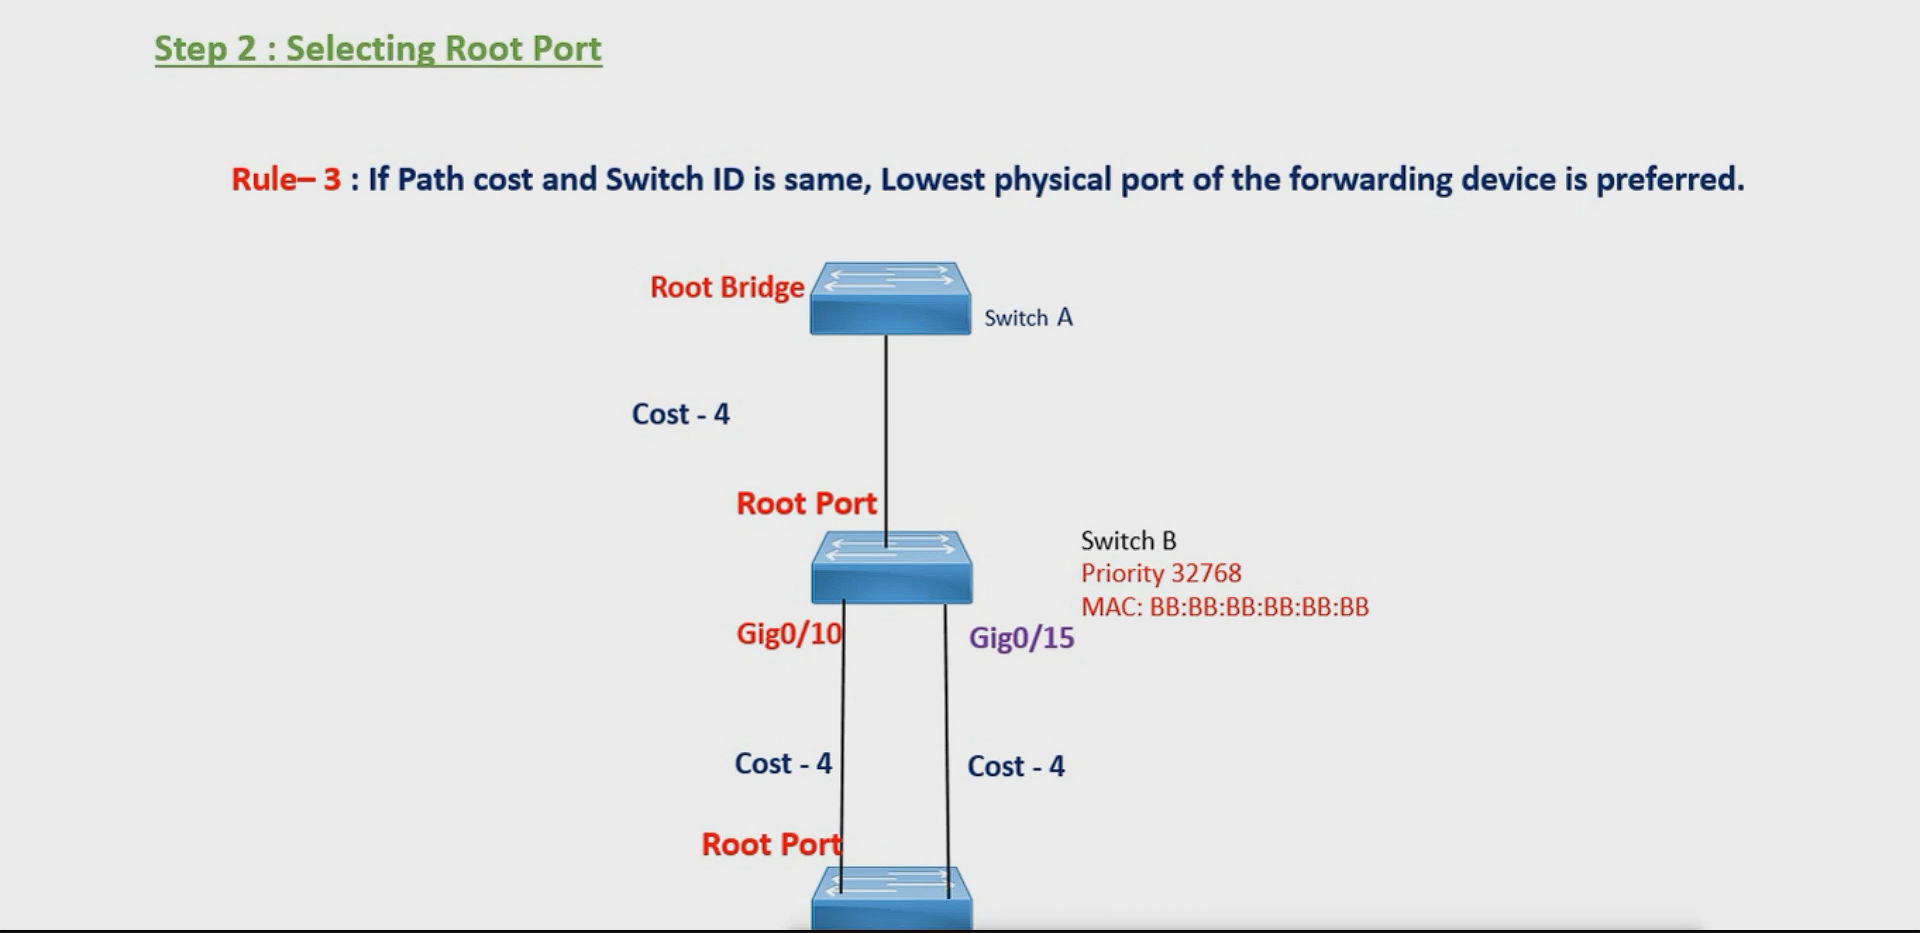 Step 2 : Selecting Root Port
Rule– 3 : If Path cost and Switch ID is same, Lowest physical port of the forwarding device is preferred.
Root Bridge
Switch A
Cost - 4
Root Port
Switch B
Priority 32768
MAC: BB:BB:BB:BB:BB:BB
Gig0/10
Gig0/15
Cost - 4
Cost - 4
Root Port